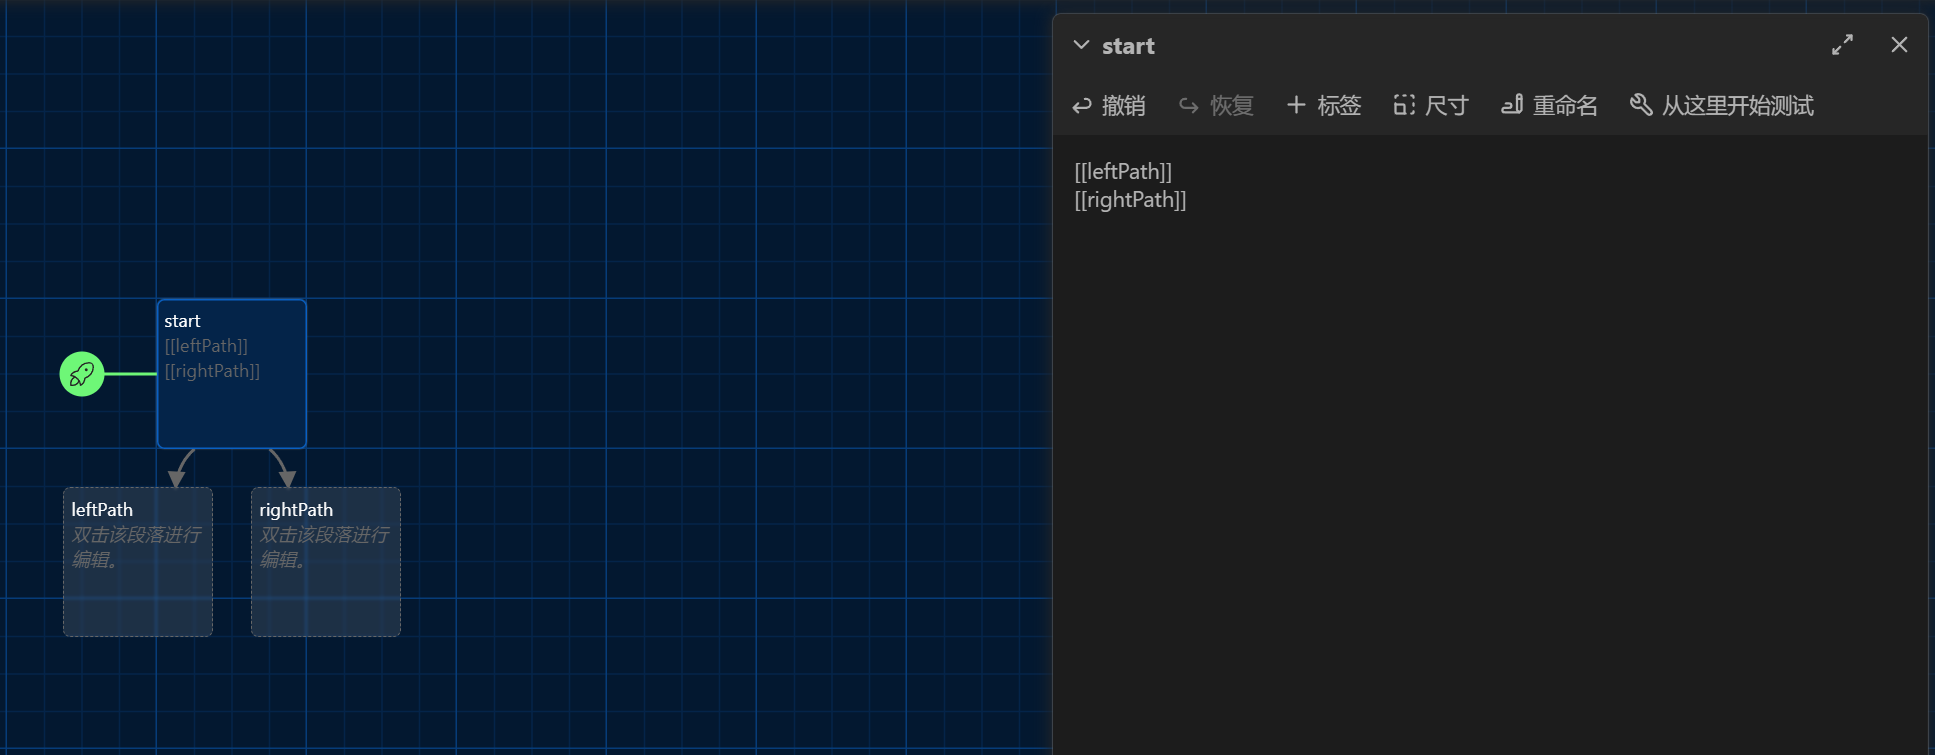 start
[[leftPath]]
[[rightPath]]
leftPath
双击该段落进行
编辑。
rightPath
双击该段落进行
编辑。
start
撤销 恢复 标签 尺寸 重命名 从这里开始测试
[[leftPath]]
[[rightPath]]